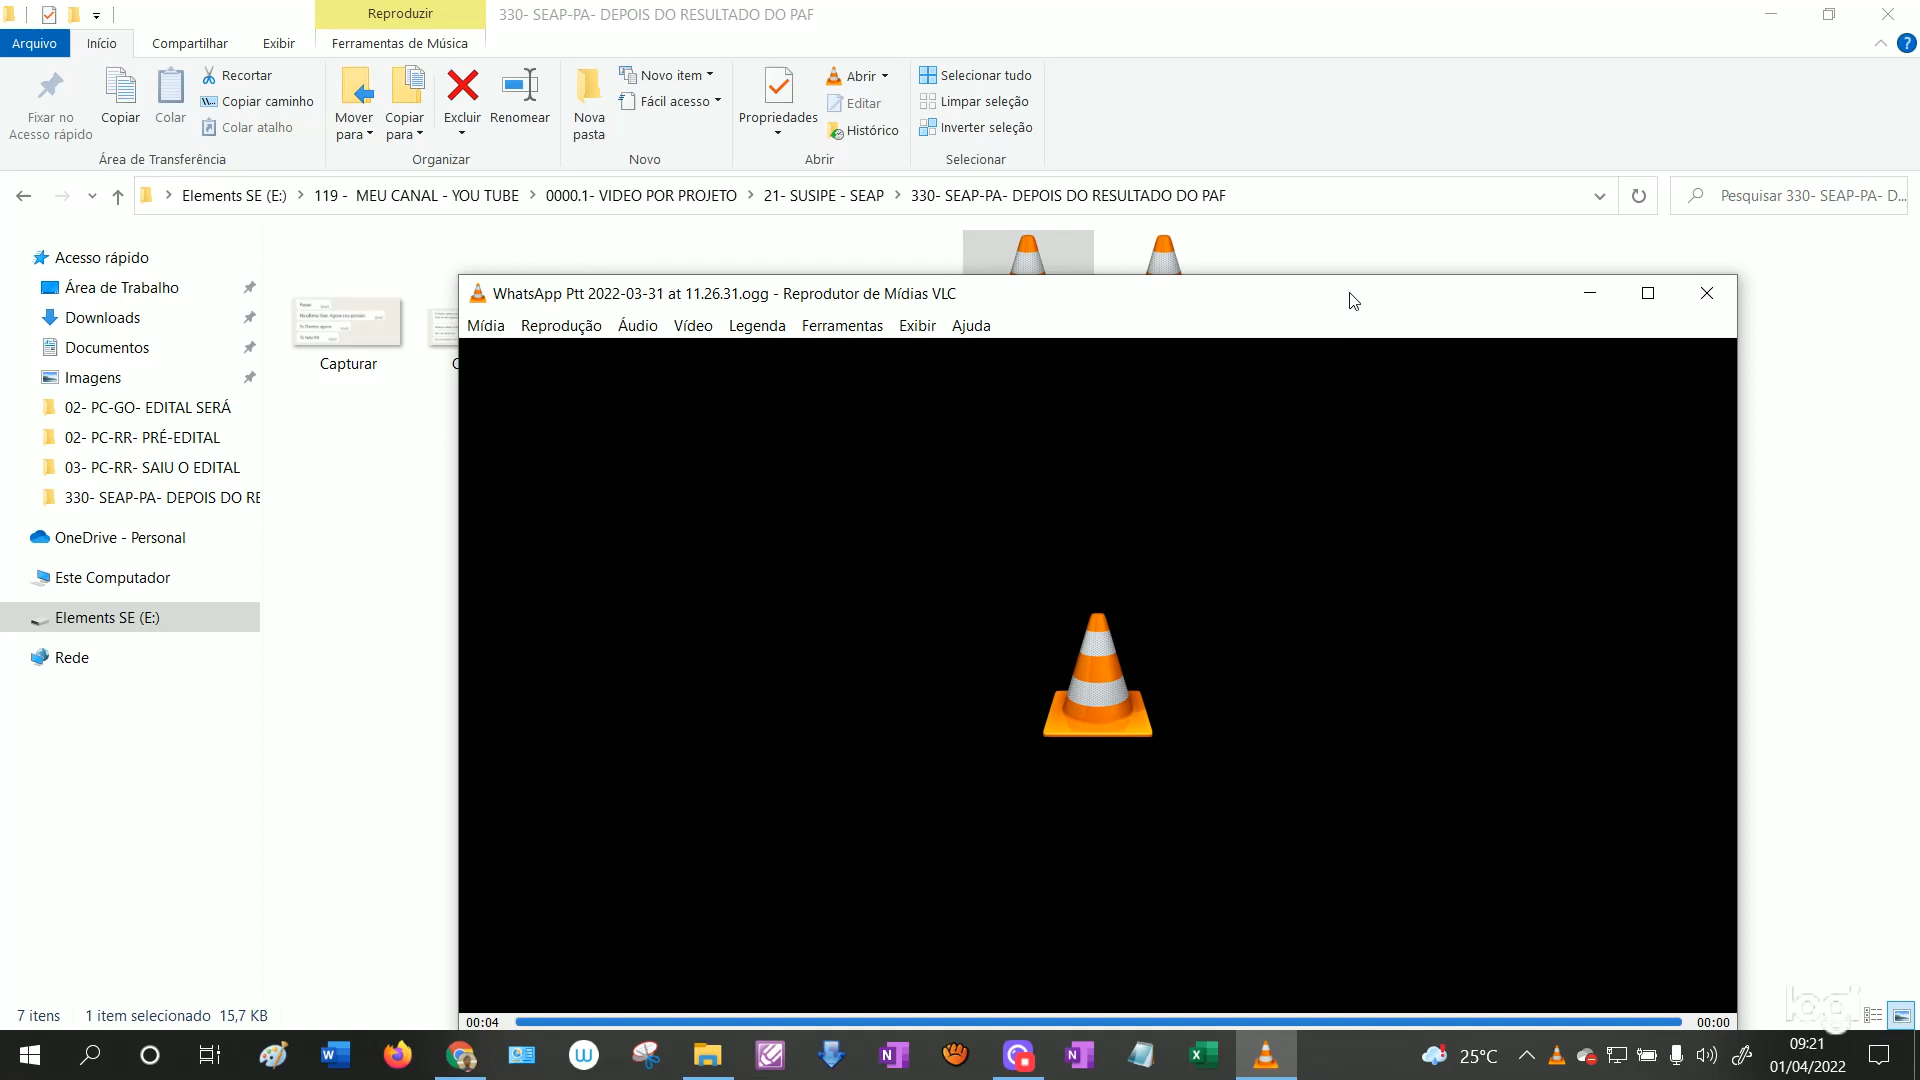 Reproduzir
330- SEAP-PA- DEPOIS DO RESULTADO DO PAF
Arquivo
Início
Compartilhar
Exibir
Ferramentas de Música
Fixar no
Acesso rápido
Copiar
Colar
Recortar
Copiar caminho
Colar atalho
Mover
para
Copiar
para
Excluir
Renomear
Nova
pasta
Novo item
Fácil acesso
Propriedades
Abrir
Editar
Histórico
Selecionar tudo
Limpar seleção
Inverter seleção
Área de Transferência
Organizar
Novo
Abrir
Selecionar
Elements SE (E:)
119 - MEU CANAL - YOU TUBE
0000.1- VIDEO POR PROJETO
21- SUSIPE - SEAP
330- SEAP-PA- DEPOIS DO RESULTADO DO PAF
Pesquisar 330- SEAP-PA- D...
Acesso rápido
Área de Trabalho
Downloads
Documentos
Imagens
02- PC-GO- EDITAL SERÁ
02- PC-RR- PRÉ-EDITAL
03- PC-RR- SAIU O EDITAL
330- SEAP-PA- DEPOIS DO RE
OneDrive - Personal
Este Computador
Elements SE (E:)
Rede
Capturar
C
WhatsApp Ptt 2022-03-31 at 11.26.31.ogg - Reprodutor de Mídias VLC
Mídia Reprodução Áudio Vídeo Legenda Ferramentas Exibir Ajuda
00:04
00:00
7 itens
1 item selecionado 15,7 KB
logi
25°C
09:21
01/04/2022